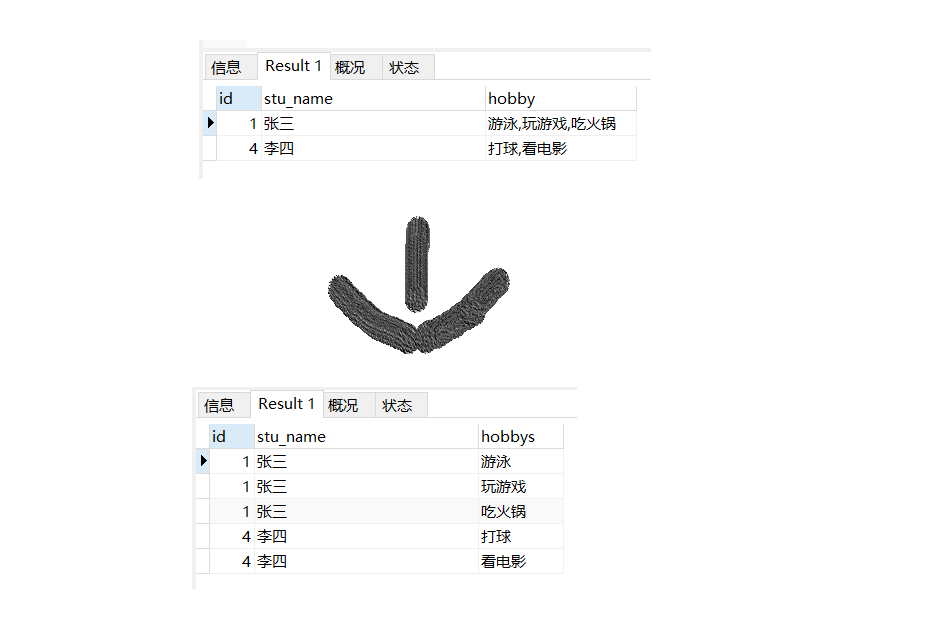 信息 Result 1 概况 状态
id stu_name hobby
1 张三 游泳,玩游戏,吃火锅
4 李四 打球,看电影
信息 Result 1 概况 状态
id stu_name hobbys
1 张三 游泳
1 张三 玩游戏
1 张三 吃火锅
4 李四 打球
4 李四 看电影